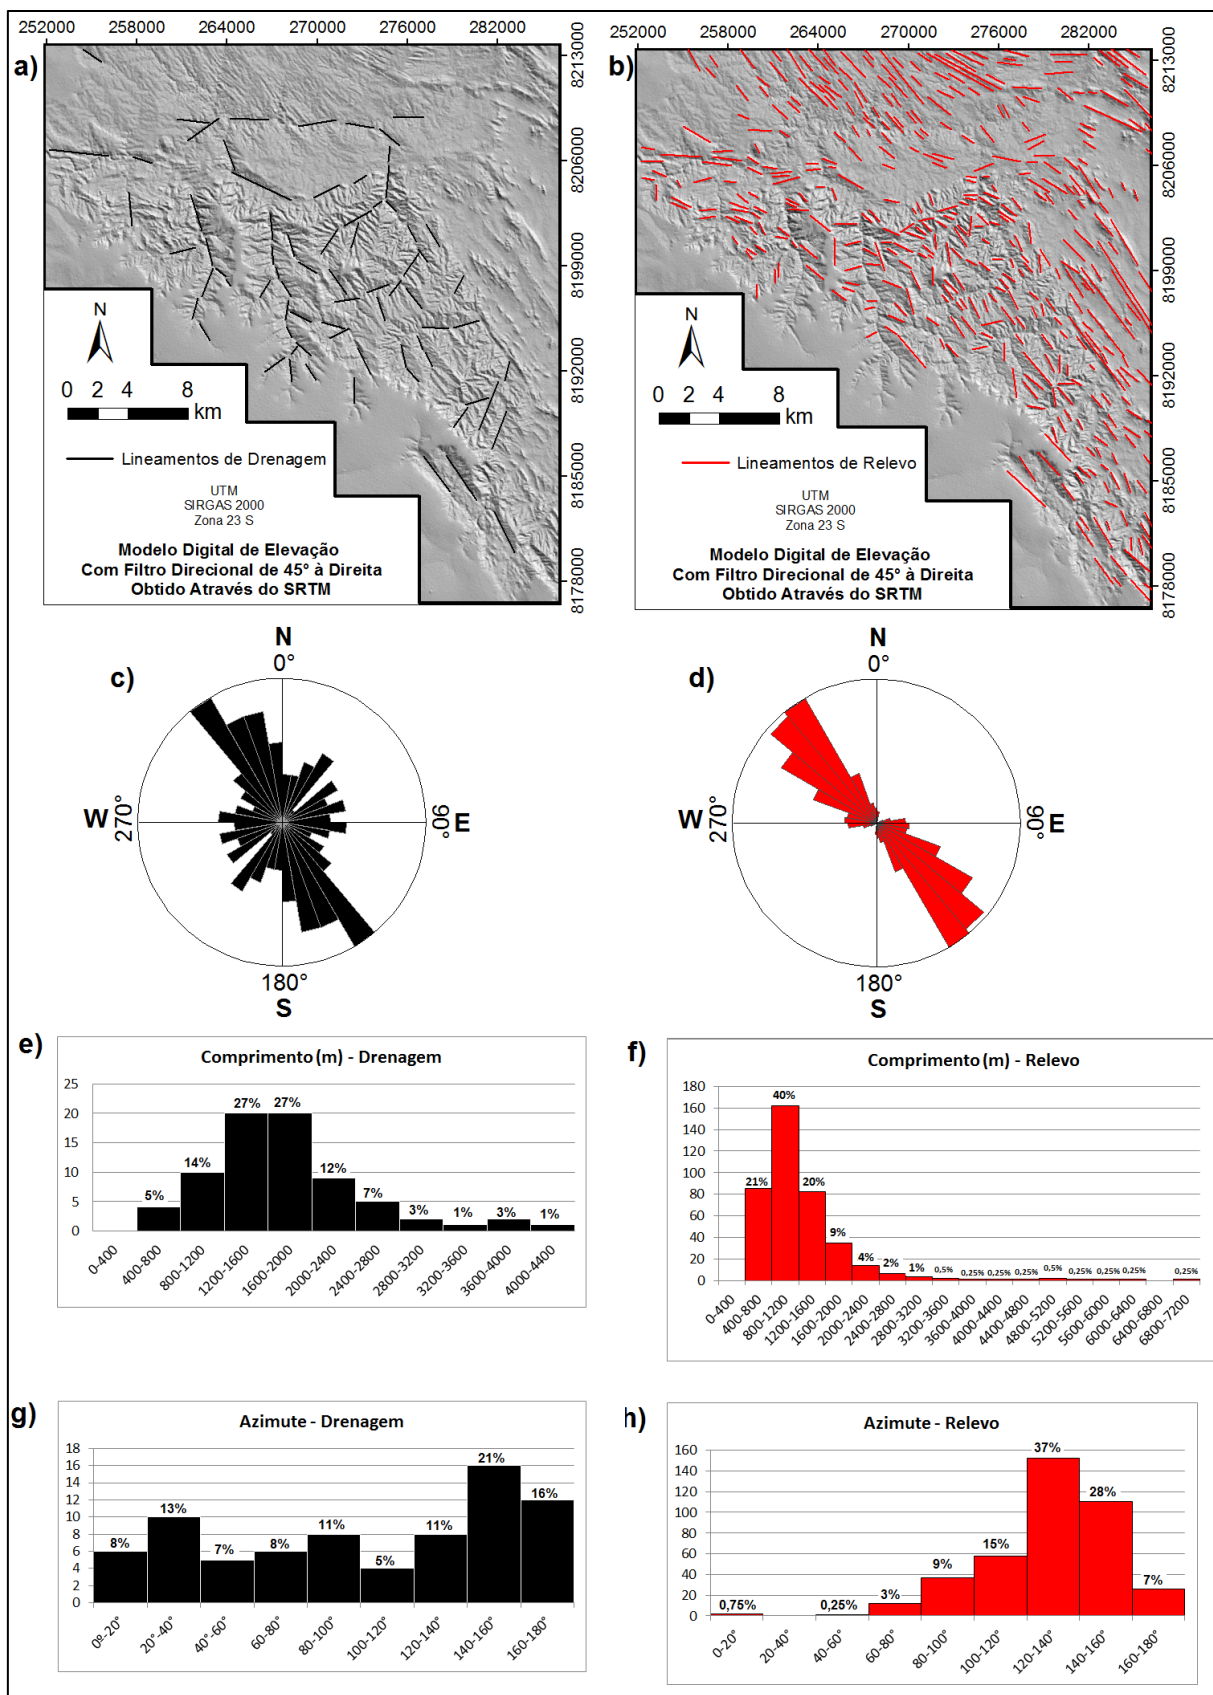 252000 258000 264000 270000 276000 282000
a)
8213000
8206000
8199000
8192000
8185000
8178000
N
0 2 4 8
km
Lineamentos de Drenagem
UTM
SIRGAS 2000
Zona 23 S
Modelo Digital de Elevação
Com Filtro Direcional de 45° à Direita
Obtido Através do SRTM
252000 258000 264000 270000 276000 282000
b)
8213000
8206000
8199000
8192000
8185000
8178000
N
0 2 4 8
km
Lineamentos de Relevo
UTM
SIRGAS 2000
Zona 23 S
Modelo Digital de Elevação
Com Filtro Direcional de 45° à Direita
Obtido Através do SRTM
c)
N
0°
W 270°
90° E
180°
S
d)
N
0°
W 270°
90° E
180°
S
e)
Comprimento (m) - Drenagem
25
20
15
10
5
0
5% 14% 27% 27% 12% 7% 3% 1% 3% 1%
0-400 400-800 800-1200 1200-1600 1600-2000 2000-2400 2400-2800 2800-3200 3200-3600 3600-4000 4000-4400
f)
Comprimento (m) - Relevo
180
160
140
120
100
80
60
40
20
0
21% 40% 20% 9% 4% 2% 1% 0,5% 0,25% 0,25% 0,25% 0,5% 0,25% 0,25% 0,25% 0,25%
0-400 400-800 800-1200 1200-1600 1600-2000 2000-2400 2400-2800 2800-3200 3200-3600 3600-4000 4000-4400 4400-4800 4800-5200 5200-5600 5600-6000 6000-6400 6400-6800 6800-7200
g)
Azimute - Drenagem
18
16
14
12
10
8
6
4
2
0
8% 13% 7% 8% 11% 5% 11% 21% 16%
0º-20° 20°-40° 40°-60° 60-80° 80-100° 100-120° 120-140° 140-160° 160-180°
h)
Azimute - Relevo
160
140
120
100
80
60
40
20
0
0,75% 0,25% 3% 9% 15% 37% 28% 7%
0-20° 20-40° 40-60° 60-80° 80-100° 100-120° 120-140° 140-160° 160-180°